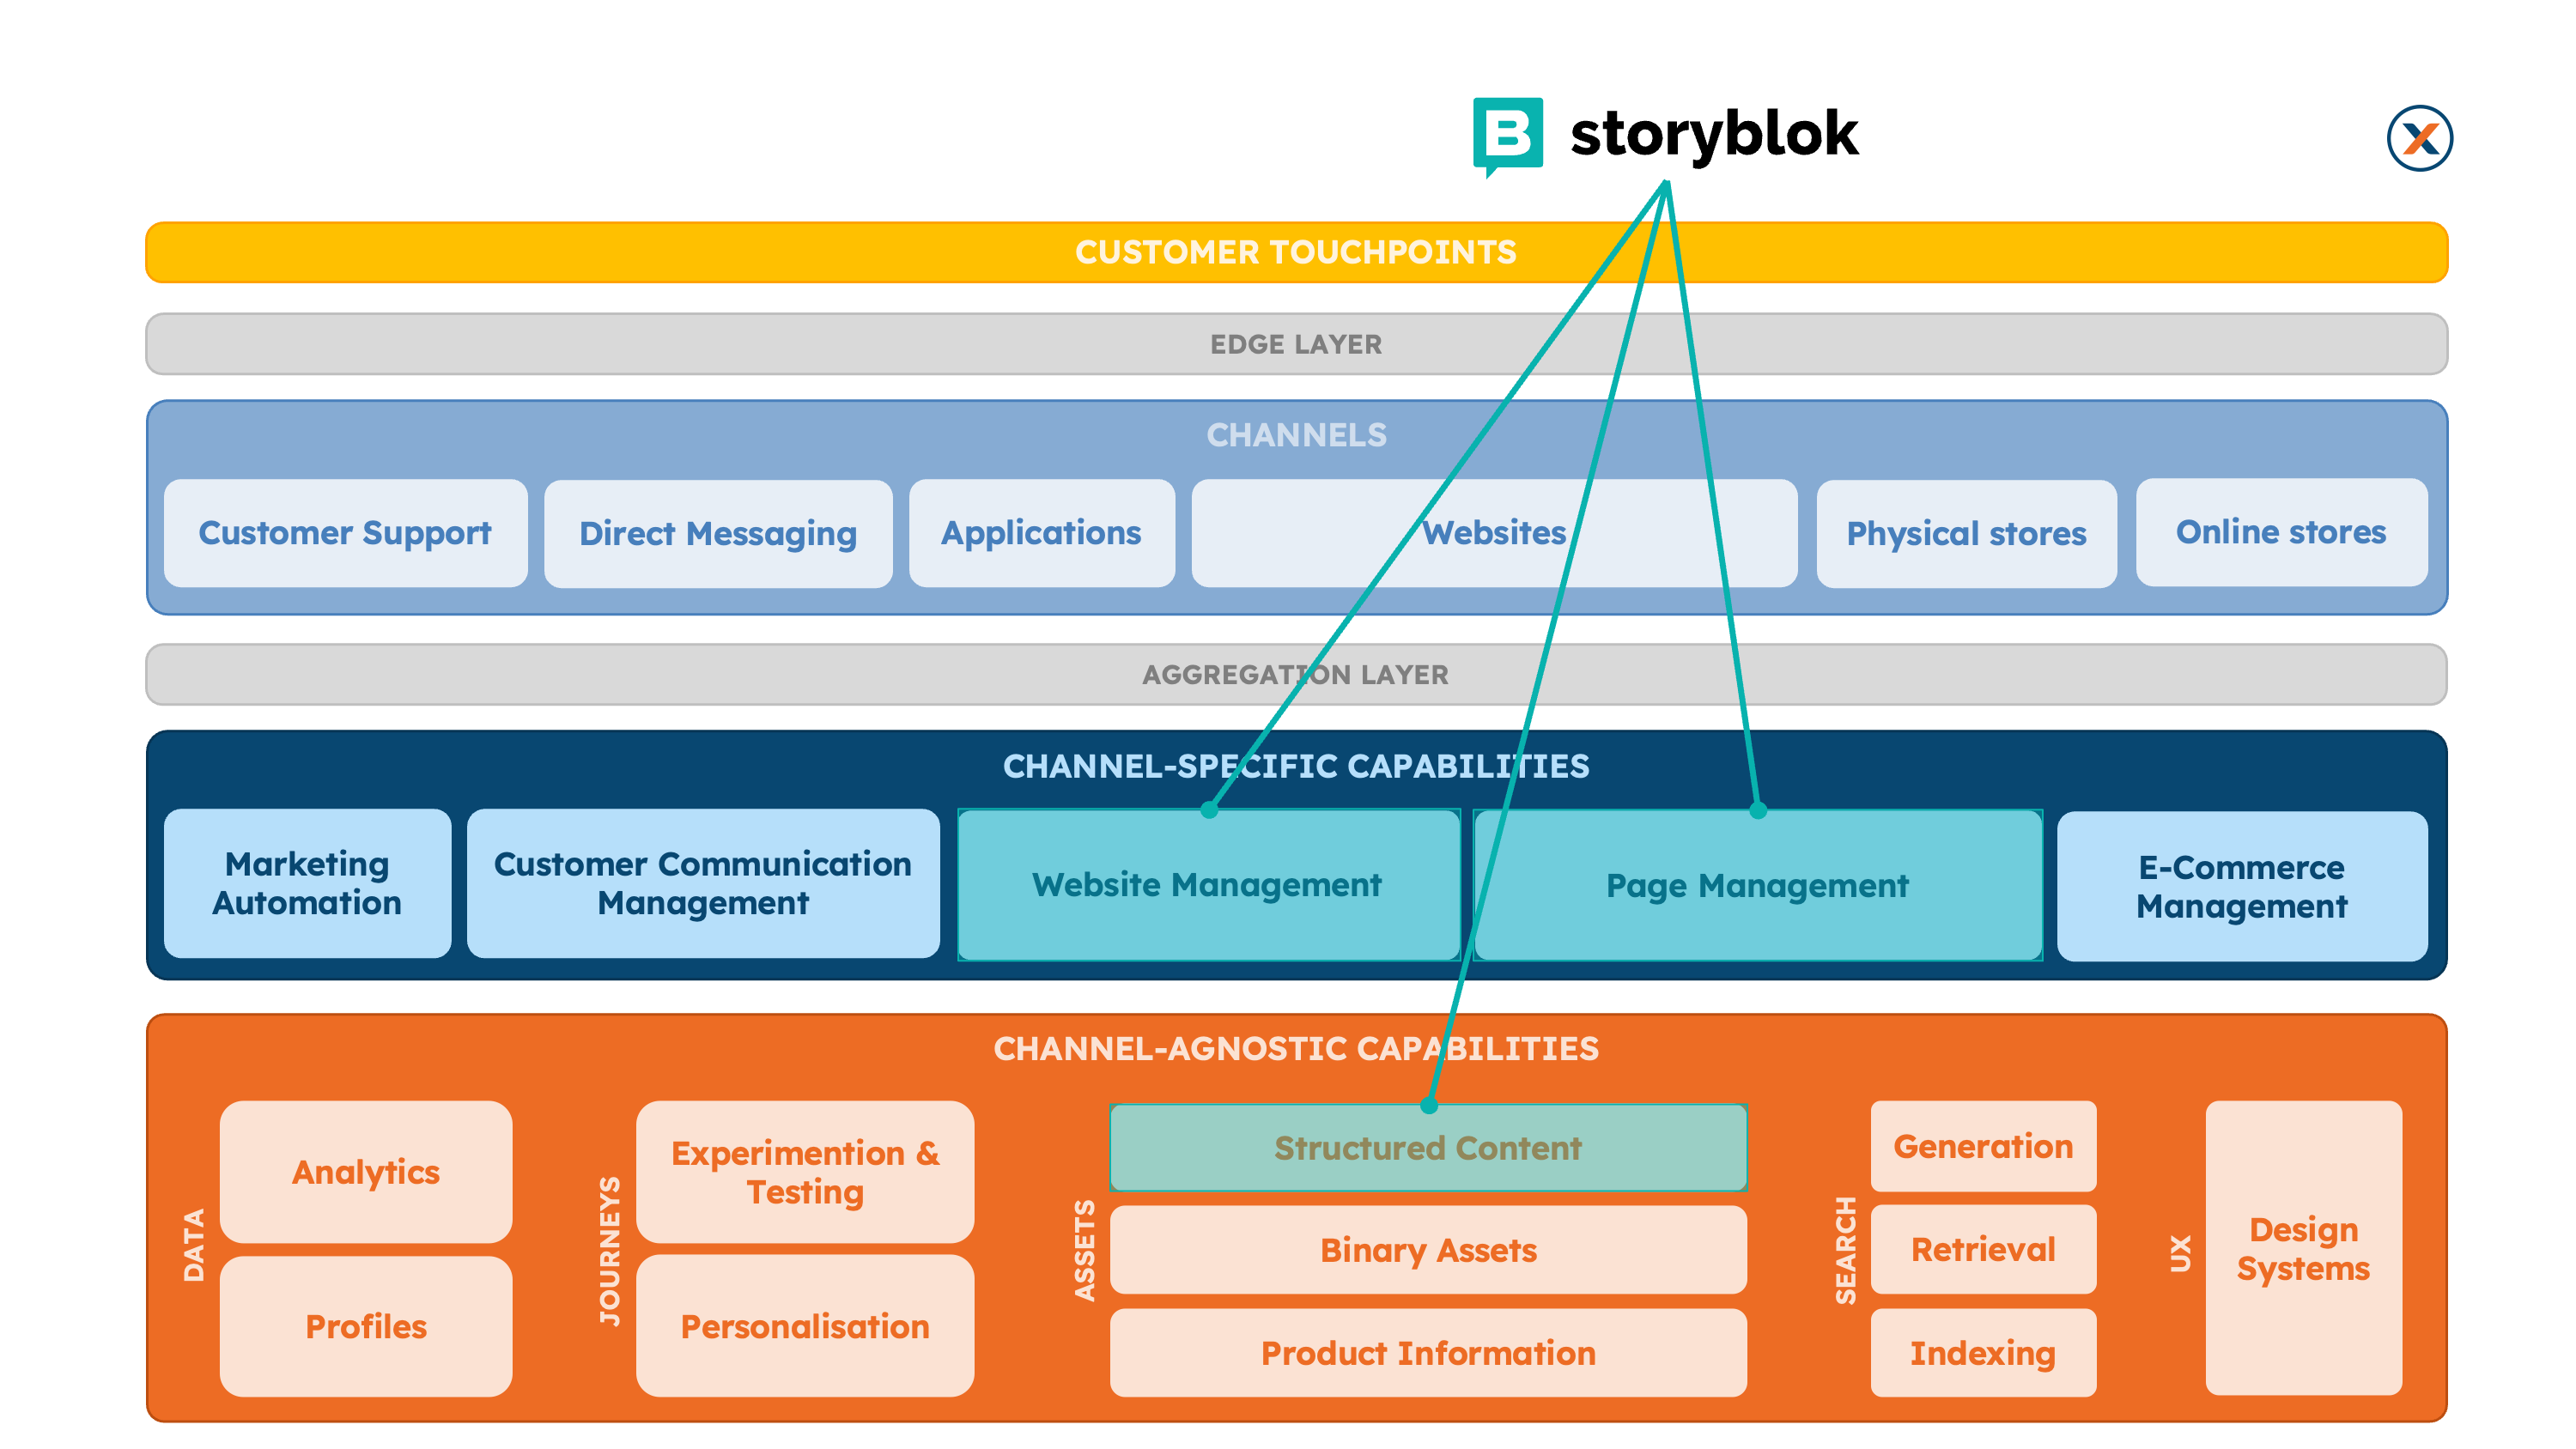 B storyblok
X
CUSTOMER TOUCHPOINTS
EDGE LAYER
CHANNELS
Customer Support
Direct Messaging
Applications
Websites
Physical stores
Online stores
AGGREGATION LAYER
CHANNEL-SPECIFIC CAPABILITIES
Marketing
Automation
Customer Communication
Management
Website Management
Page Management
E-Commerce
Management
CHANNEL-AGNOSTIC CAPABILITIES
DATA
Analytics
Profiles
JOURNEYS
Experimention &
Testing
Personalisation
ASSETS
Structured Content
Binary Assets
Product Information
SEARCH
Generation
Retrieval
Indexing
UX
Design
Systems